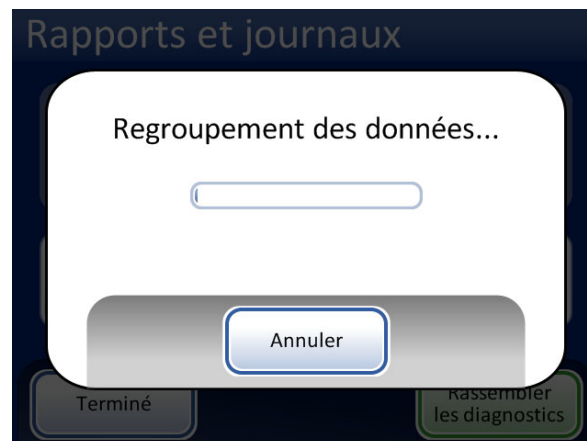 Rapports et journaux
Regroupement des données...
Annuler
Terminé
Rassembler
les diagnostics